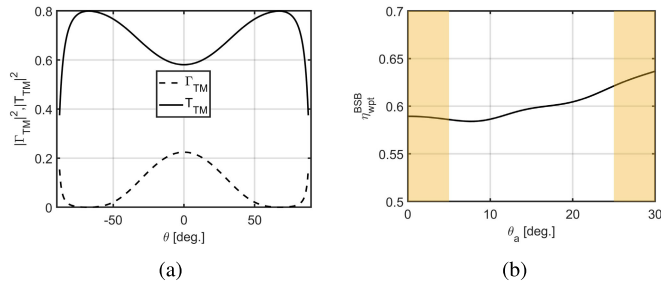 0.8
0.6
0.4
0.2
0
-50
0
50
|Γ_TM|²,|T_TM|²
θ [deg.]
Γ_TM
T_TM
(a)
0.7
0.65
0.6
0.55
0.5
0
10
20
30
η_wpt^BSB
θ_a [deg.]
(b)